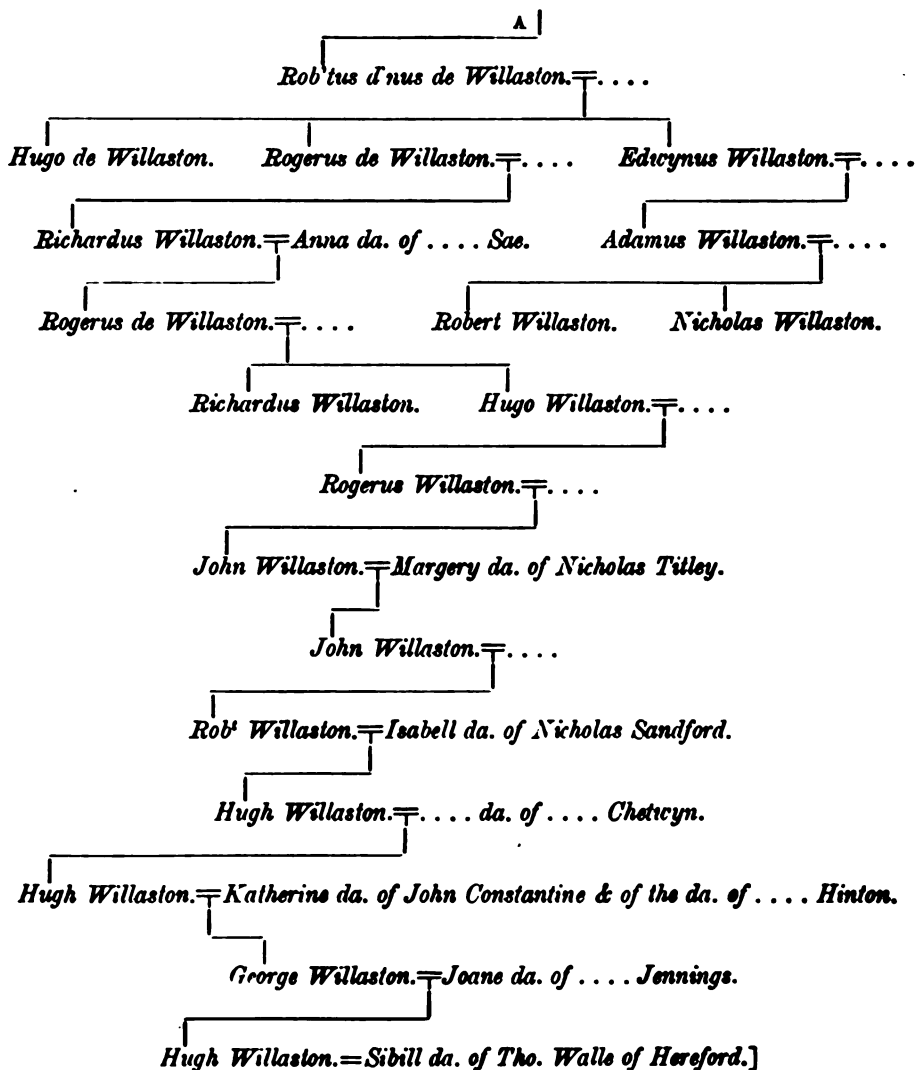 A
Rob'tus d'nus de Willaston.=. . . .
Hugo de Willaston. Rogerus de Willaston.=. . . . Edwynus Willaston.=. . . .
Richardus Willaston.=Anna da. of . . . . Sae. Adamus Willaston.=. . . .
Rogerus de Willaston.=. . . . Robert Willaston. Nicholas Willaston.
Richardus Willaston. Hugo Willaston.=. . . .
Rogerus Willaston.=. . . .
John Willaston.=Margery da. of Nicholas Titley.
John Willaston.=. . . .
Robᵗ Willaston.=Isabell da. of Nicholas Sandford.
Hugh Willaston.=. . . . da. of . . . . Chetwyn.
Hugh Willaston.=Katherine da. of John Constantine & of the da. of . . . . Hinton.
George Willaston.=Joane da. of . . . . Jennings.
Hugh Willaston.=Sibill da. of Tho. Walle of Hereford.]